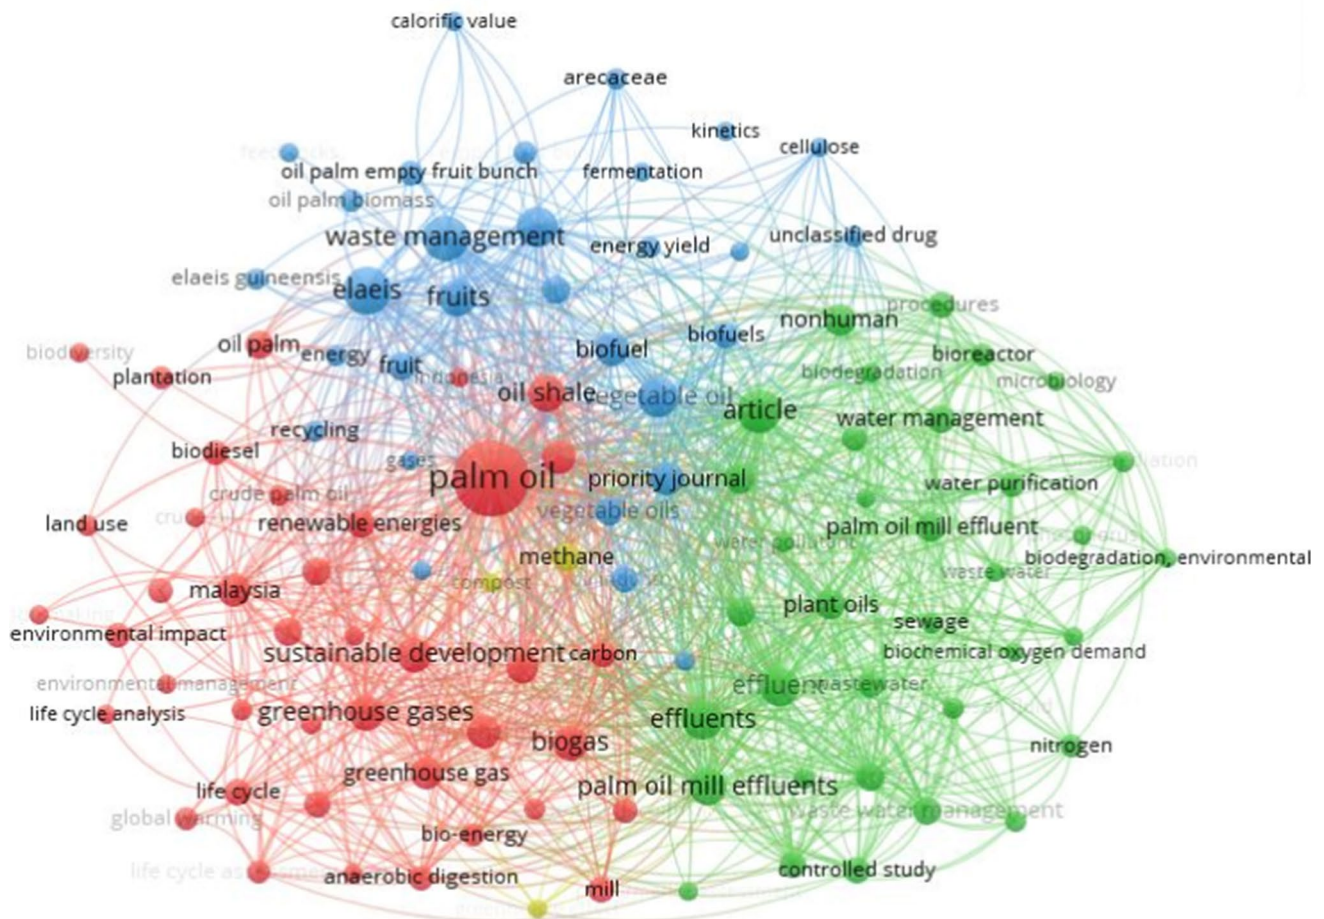 calorific value
arecaceae
kinetics
cellulose
oil palm empty fruit bunch
fermentation
oil palm biomass
waste management
energy yield
unclassified drug
elaeis guineensis
elaeis
fruits
procedures
nonhuman
oil palm
energy
biofuel
biofuels
biodiversity
bioreactor
plantation
fruit
indonesia
biodegradation
microbiology
oil shale
vegetable oil
article
water management
recycling
biodiesel
gases
palm oil
priority journal
water purification
crude palm oil
vegetable oils
land use
renewable energies
palm oil mill effluent
methane
biodegradation, environmental
waste water
compost
malaysia
plant oils
environmental impact
sewage
sustainable development
carbon
biochemical oxygen demand
environmental management
effluent
wastewater
life cycle analysis
greenhouse gases
effluents
biogas
nitrogen
greenhouse gas
palm oil mill effluents
life cycle
global warming
waste water management
bio-energy
anaerobic digestion
controlled study
mill